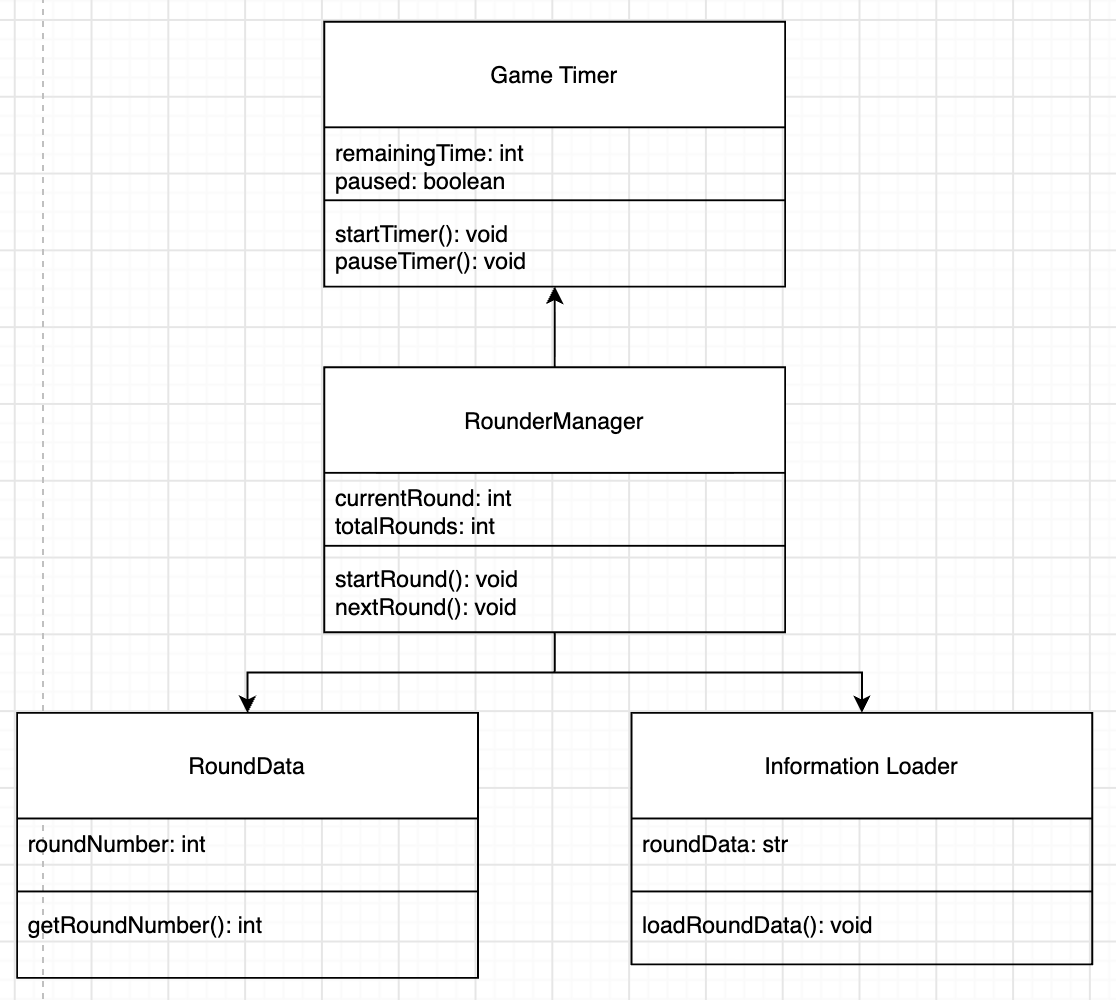 Game Timer
remainingTime: int
paused: boolean
startTimer(): void
pauseTimer(): void
RounderManager
currentRound: int
totalRounds: int
startRound(): void
nextRound(): void
RoundData
roundNumber: int
getRoundNumber(): int
Information Loader
roundData: str
loadRoundData(): void